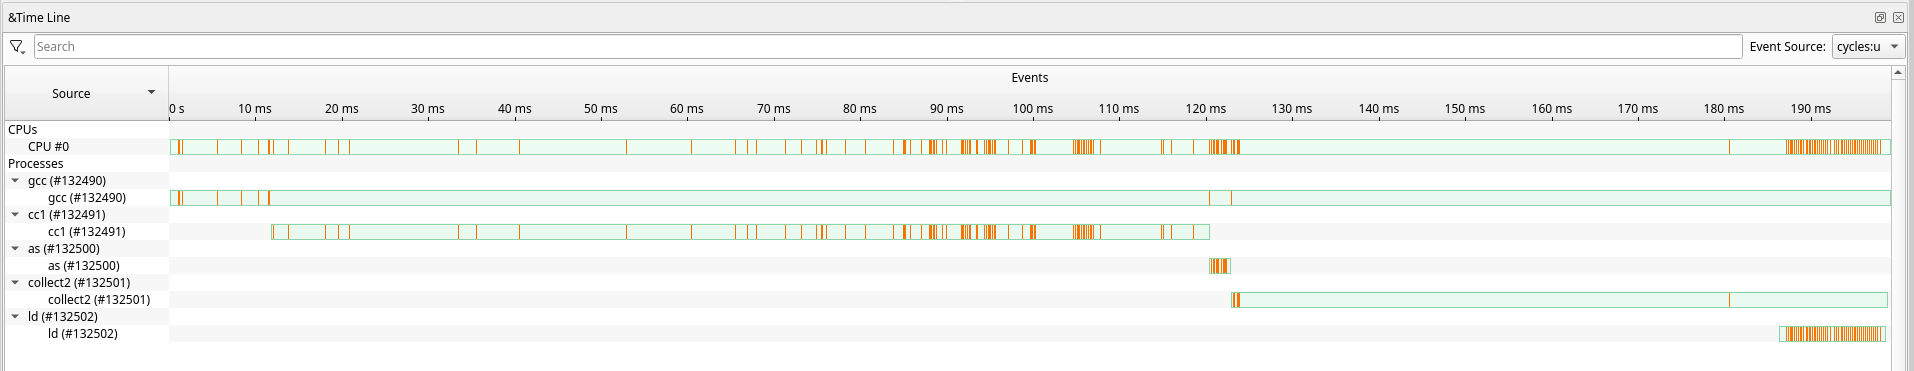 &Time Line
Search
Event Source: cycles:u
Source
Events
0 s 10 ms 20 ms 30 ms 40 ms 50 ms 60 ms 70 ms 80 ms 90 ms 100 ms 110 ms 120 ms 130 ms 140 ms 150 ms 160 ms 170 ms 180 ms 190 ms
CPUs
CPU #0
Processes
gcc (#132490)
gcc (#132490)
cc1 (#132491)
cc1 (#132491)
as (#132500)
as (#132500)
collect2 (#132501)
collect2 (#132501)
ld (#132502)
ld (#132502)